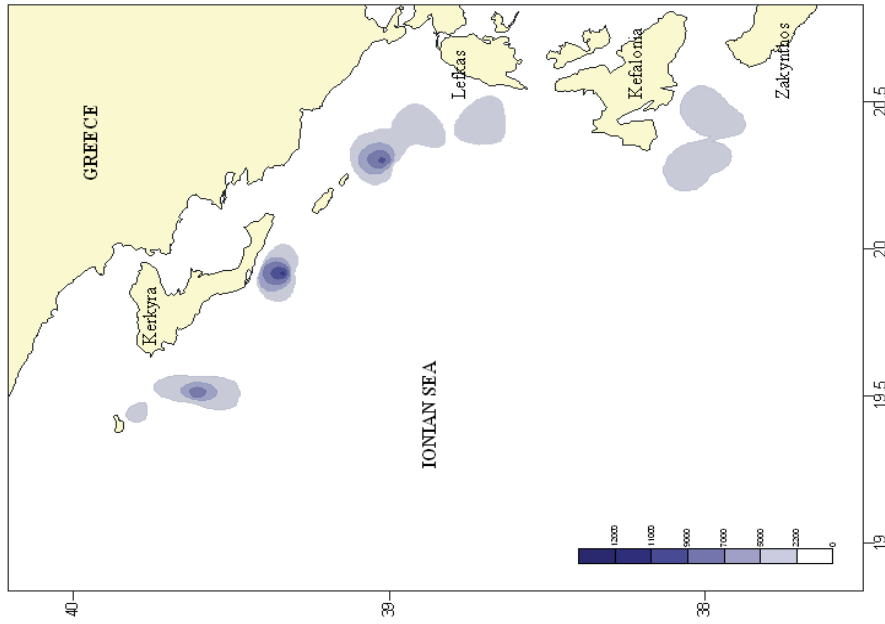 GREECE
Kerkyra
Lefkas
Kefalonia
Zakynthos
IONIAN SEA
12000
11000
9000
7000
5000
2200
0
40
39
38
19
19.5
20
20.5